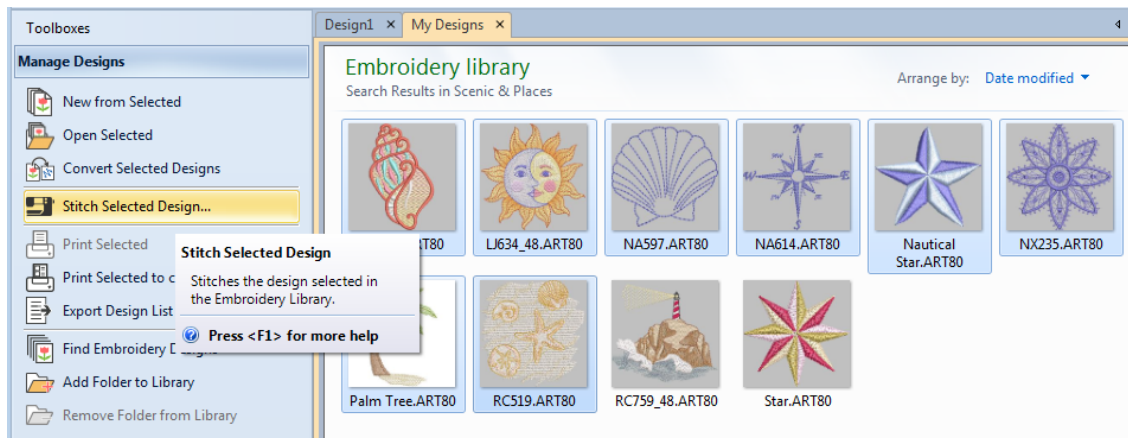 Toolboxes
Manage Designs
New from Selected
Open Selected
Convert Selected Designs
Stitch Selected Design...
Print Selected
Print Selected to c
Export Design List
Find Embroidery D
Add Folder to Library
Remove Folder from Library
Stitch Selected Design
Stitches the design selected in
the Embroidery Library.
Press <F1> for more help
Design1
My Designs
Embroidery library
Search Results in Scenic & Places
Arrange by: Date modified
N
W E
S
RT80 LJ634_48.ART80 NA597.ART80 NA614.ART80 Nautical NX235.ART80
Star.ART80
Palm Tree.ART80 RC519.ART80 RC759_48.ART80 Star.ART80